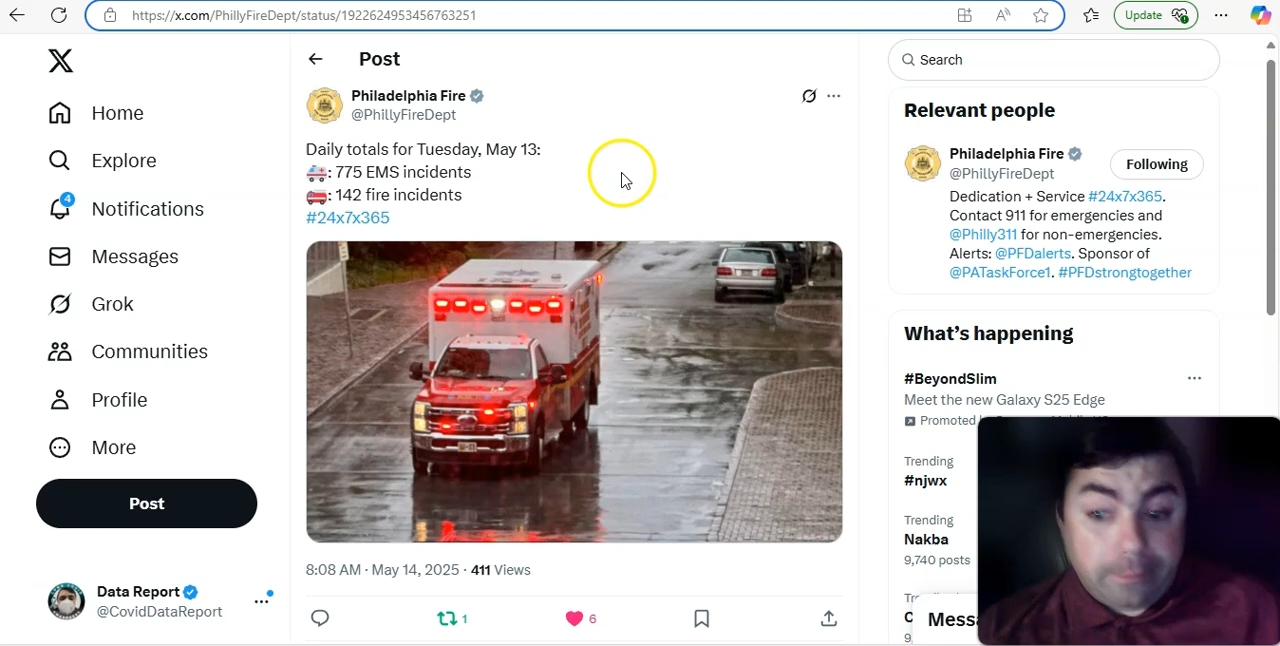 https://x.com/PhillyFireDept/status/1922624953456763251
Update
Home
Explore
4
Notifications
Messages
Grok
Communities
Profile
More
Post
Data Report
@CovidDataReport
Post
Philadelphia Fire
@PhillyFireDept
Daily totals for Tuesday, May 13:
: 775 EMS incidents
: 142 fire incidents
#24x7x365
8:08 AM · May 14, 2025 · 411 Views
1
6
Search
Relevant people
Philadelphia Fire
@PhillyFireDept
Following
Dedication + Service #24x7x365.
Contact 911 for emergencies and
@Philly311 for non-emergencies.
Alerts: @PFDalerts. Sponsor of
@PATaskForce1. #PFDstrongtogether
What’s happening
#BeyondSlim
Meet the new Galaxy S25 Edge
Promoted
Trending
#njwx
Trending
Nakba
9,740 posts